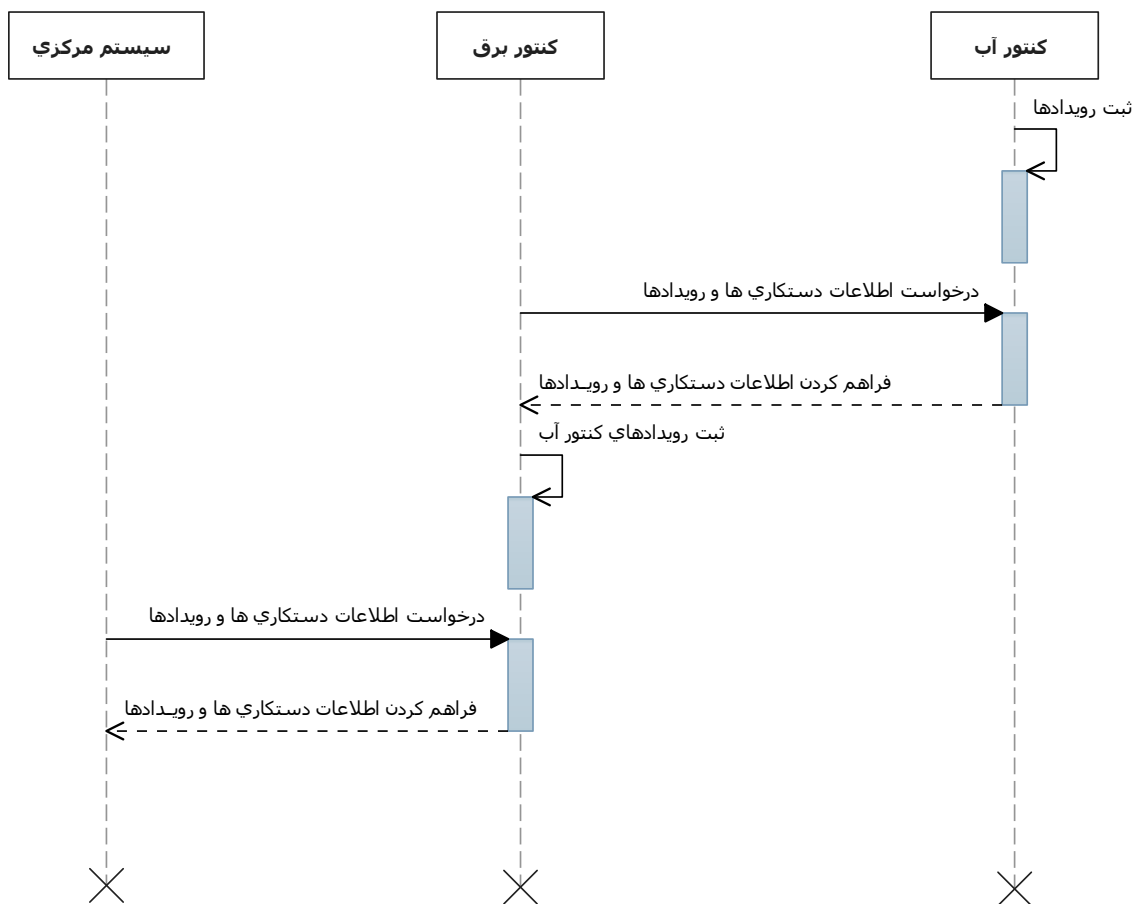 کنتور آب
کنتور برق
سيستم مرکزي
ثبت رويدادها
درخواست اطلاعات دستکاري ها و رويدادها
فراهم کردن اطلاعات دستکاري ها و رويدادها
ثبت رويدادهاي کنتور آب
درخواست اطلاعات دستکاري ها و رويدادها
فراهم کردن اطلاعات دستکاري ها و رويدادها